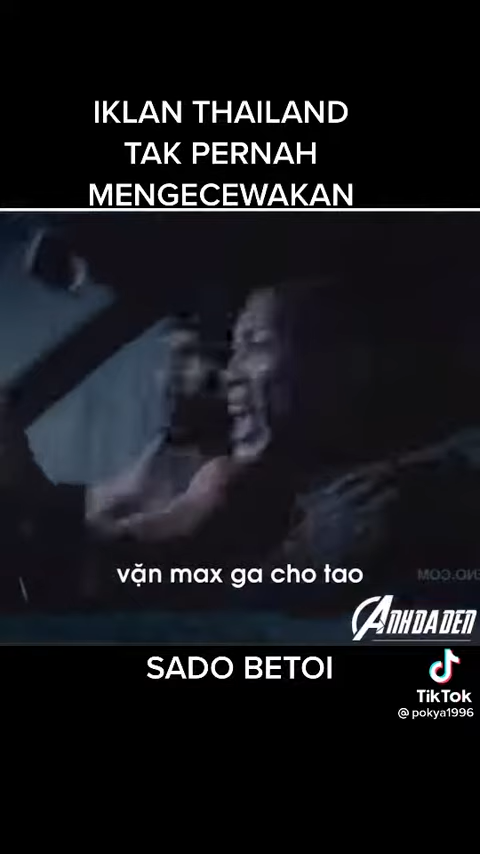 IKLAN THAILAND
TAK PERNAH
MENGECEWAKAN
vặn max ga cho tao
ANHDADEN
SADO BETOI
TikTok
@pokya1996